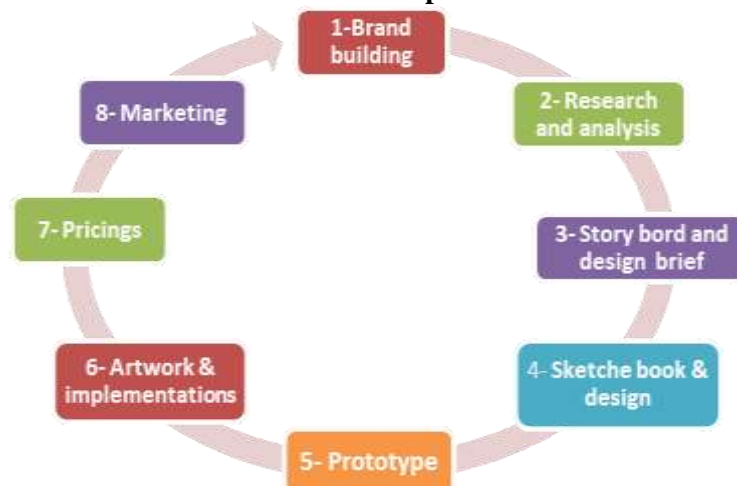 1-Brand
building
2- Research
and analysis
3- Story bord and
design brief
4- Sketche book &
design
5- Prototype
6- Artwork &
implementations
7- Pricings
8- Marketing